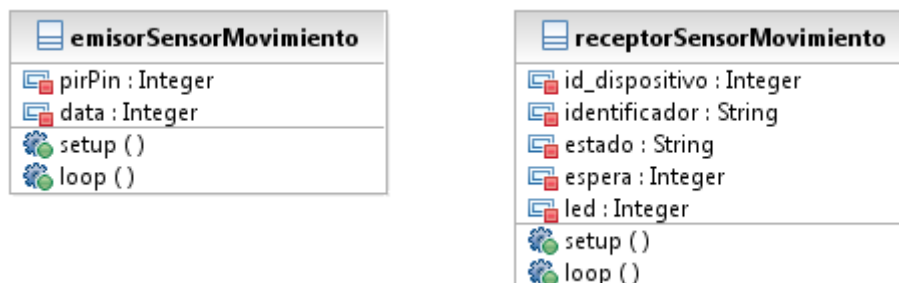 emisorSensorMovimiento
pirPin : Integer
data : Integer
setup ( )
loop ( )
receptorSensorMovimiento
id_dispositivo : Integer
identificador : String
estado : String
espera : Integer
led : Integer
setup ( )
loop ( )